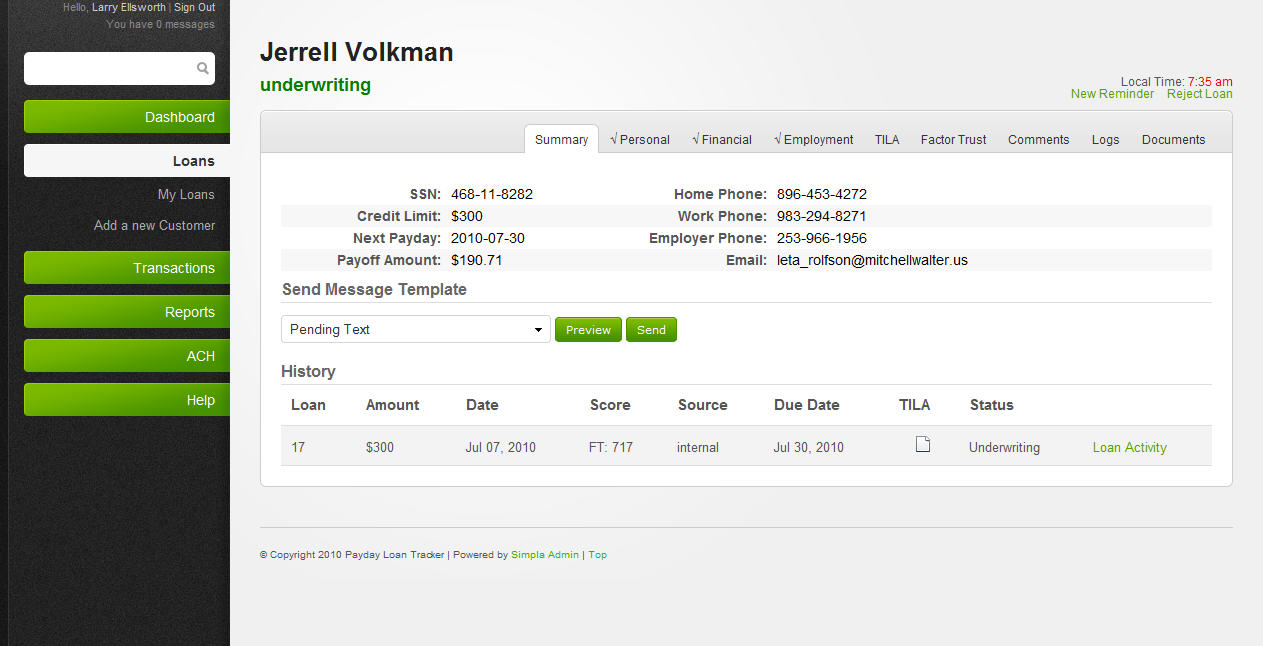 Hello, Larry Ellsworth | Sign Out
You have 0 messages
Dashboard
Loans
My Loans
Add a new Customer
Transactions
Reports
ACH
Help
Jerrell Volkman
underwriting
Local Time: 7:35 am
New Reminder Reject Loan
Summary √ Personal √ Financial √ Employment TILA Factor Trust Comments Logs Documents
SSN: 468-11-8282 Home Phone: 896-453-4272
Credit Limit: $300 Work Phone: 983-294-8271
Next Payday: 2010-07-30 Employer Phone: 253-966-1956
Payoff Amount: $190.71 Email: leta_rolfson@mitchellwalter.us
Send Message Template
Pending Text Preview Send
History
Loan Amount Date Score Source Due Date TILA Status
17 $300 Jul 07, 2010 FT: 717 internal Jul 30, 2010 Underwriting Loan Activity
© Copyright 2010 Payday Loan Tracker | Powered by Simpla Admin | Top